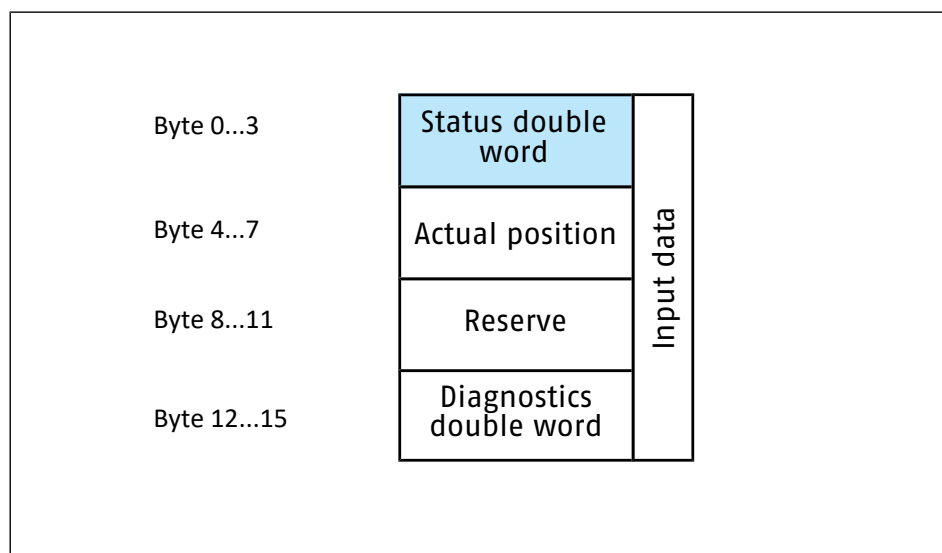 Byte 0...3
Status double
word
Byte 4...7
Actual position
Byte 8...11
Reserve
Byte 12...15
Diagnostics
double word
Input data